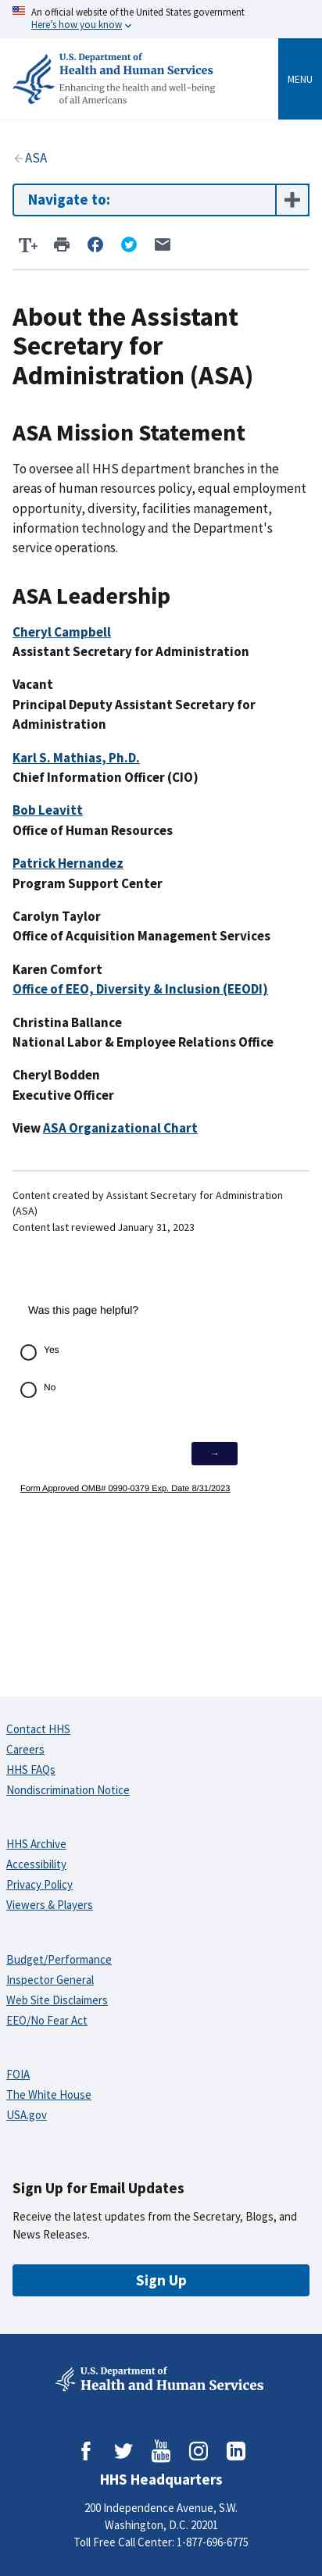 An official website of the United States government
Here's how you know
U.S. Department of
Health and Human Services
Enhancing the health and well-being
of all Americans
MENU
ASA
Navigate to:
T+
About the Assistant
Secretary for
Administration (ASA)
ASA Mission Statement
To oversee all HHS department branches in the
areas of human resources policy, equal employment
opportunity, diversity, facilities management,
information technology and the Department's
service operations.
ASA Leadership
Cheryl Campbell
Assistant Secretary for Administration
Vacant
Principal Deputy Assistant Secretary for
Administration
Karl S. Mathias, Ph.D.
Chief Information Officer (CIO)
Bob Leavitt
Office of Human Resources
Patrick Hernandez
Program Support Center
Carolyn Taylor
Office of Acquisition Management Services
Karen Comfort
Office of EEO, Diversity & Inclusion (EEODI)
Christina Ballance
National Labor & Employee Relations Office
Cheryl Bodden
Executive Officer
View ASA Organizational Chart
Content created by Assistant Secretary for Administration
(ASA)
Content last reviewed January 31, 2023
Was this page helpful?
Yes
No
→
Form Approved OMB# 0990-0379 Exp. Date 8/31/2023
Contact HHS
Careers
HHS FAQs
Nondiscrimination Notice
HHS Archive
Accessibility
Privacy Policy
Viewers & Players
Budget/Performance
Inspector General
Web Site Disclaimers
EEO/No Fear Act
FOIA
The White House
USA.gov
Sign Up for Email Updates
Receive the latest updates from the Secretary, Blogs, and
News Releases.
Sign Up
U.S. Department of
Health and Human Services
You Tube
HHS Headquarters
200 Independence Avenue, S.W.
Washington, D.C. 20201
Toll Free Call Center: 1-877-696-6775